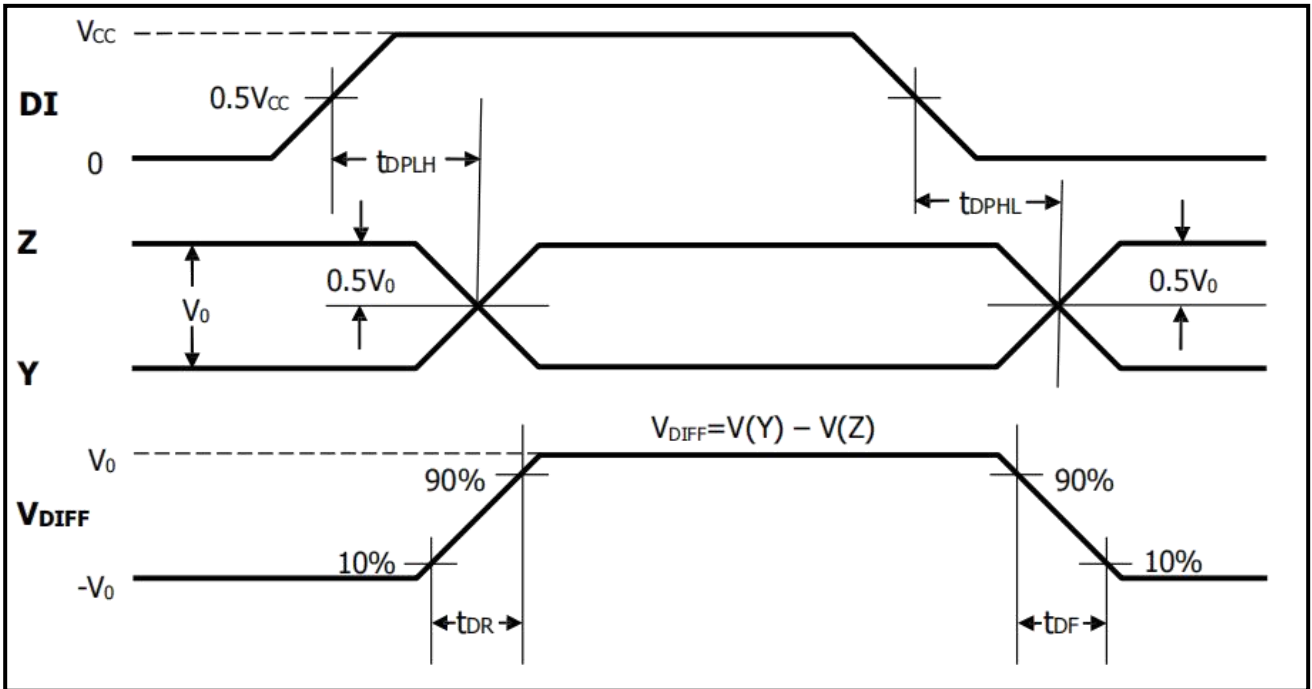 VCC
DI
0.5VCC
0
tDPLH
tDPHL
Z
0.5V0
0.5V0
V0
Y
VDIFF=V(Y) – V(Z)
V0
90%
90%
VDIFF
10%
10%
-V0
tDR
tDF